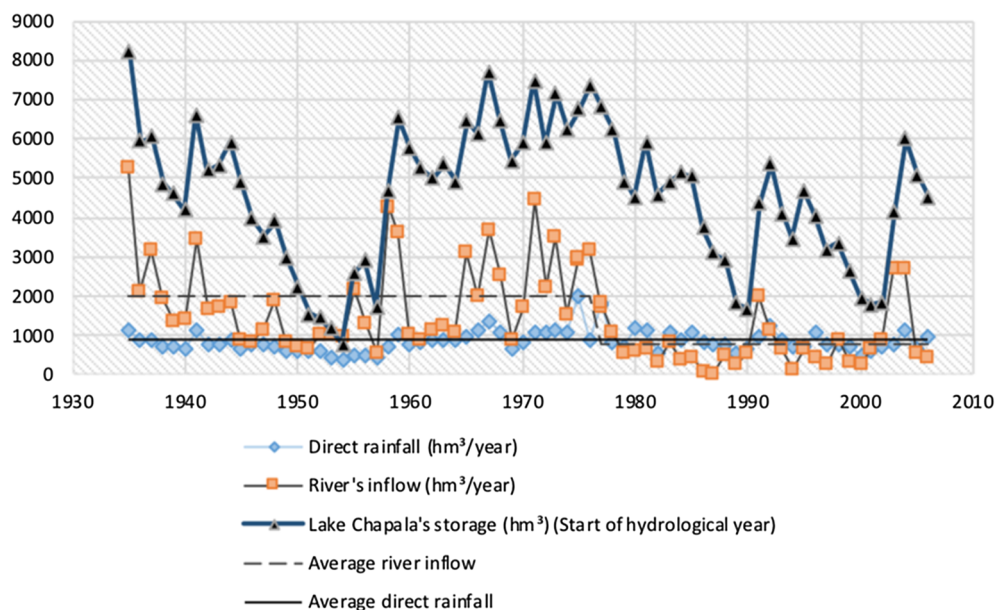 9000
8000
7000
6000
5000
4000
3000
2000
1000
0
1930 1940 1950 1960 1970 1980 1990 2000 2010
Direct rainfall (hm³/year)
River's inflow (hm³/year)
Lake Chapala's storage (hm³) (Start of hydrological year)
Average river inflow
Average direct rainfall